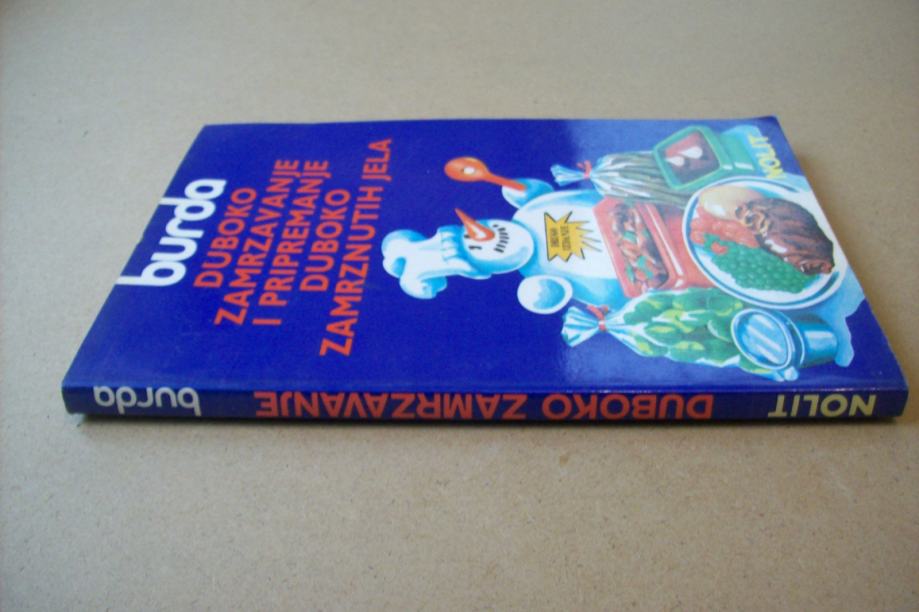 burda
DUBOKO
ZAMRZAVANJE
I PRIPREMANJE
DUBOKO
ZAMRZNUTIH JELA
NOLIT
burda
DUBOKO ZAMRZAVANJE
NOLIT